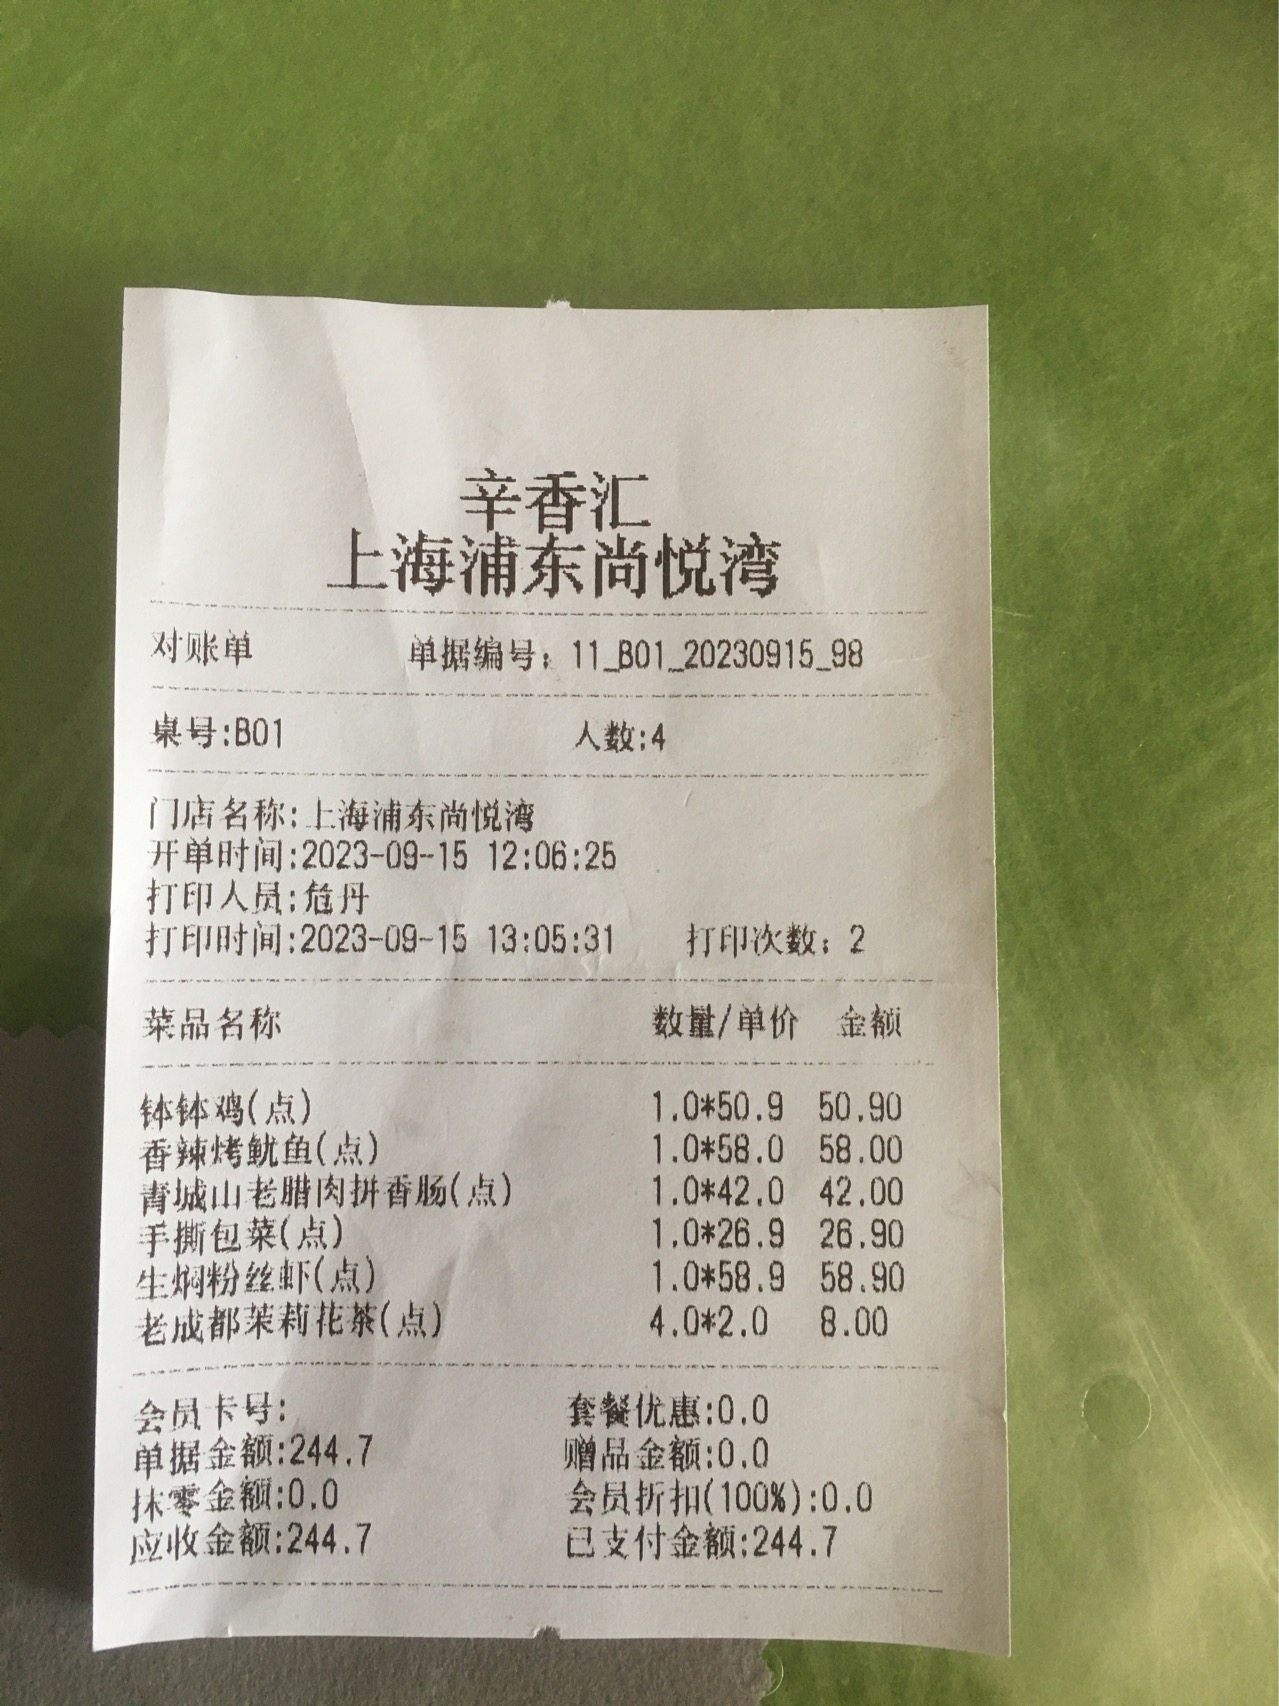 辛香汇
上海浦东尚悦湾
对账单 单据编号：11_B01_20230915_98
桌号:B01 人数:4
门店名称:上海浦东尚悦湾
开单时间:2023-09-15 12:06:25
打印人员:危丹
打印时间:2023-09-15 13:05:31 打印次数：2
菜品名称 数量/单价 金额
钵钵鸡(点) 1.0*50.9 50.90
香辣烤鱿鱼(点) 1.0*58.0 58.00
青城山老腊肉拼香肠(点) 1.0*42.0 42.00
手撕包菜(点) 1.0*26.9 26.90
生焖粉丝虾(点) 1.0*58.9 58.90
老成都茉莉花茶(点) 4.0*2.0 8.00
会员卡号: 套餐优惠:0.0
单据金额:244.7 赠品金额:0.0
抹零金额:0.0 会员折扣(100%):0.0
应收金额:244.7 已支付金额:244.7